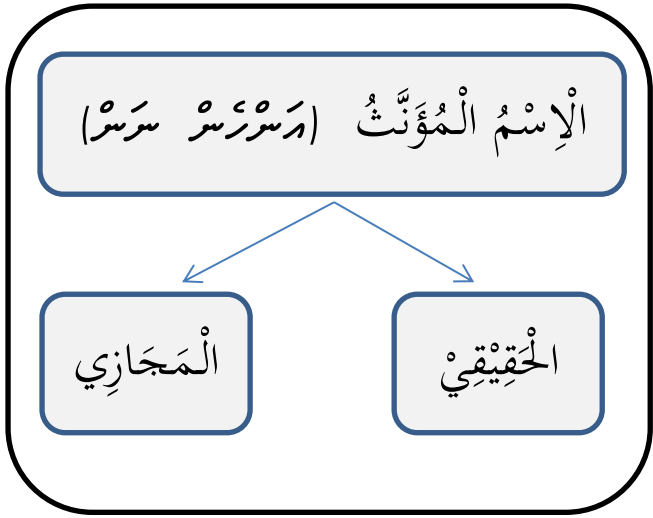 الْاِسْمُ الْمُؤَنَّثُ (އަންހެން ނަން)
الْحَقِيْقِيْ
الْمَجَازِي